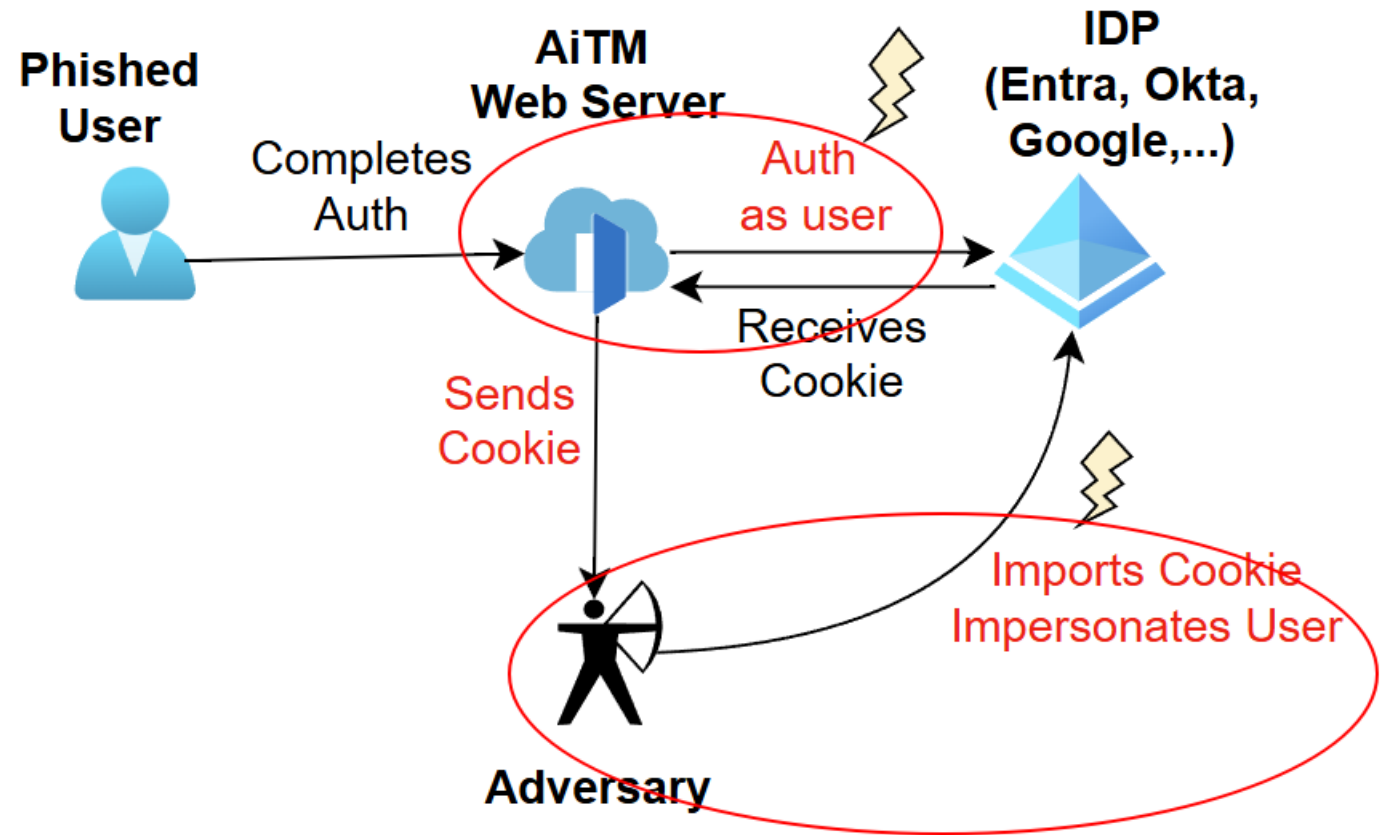 Phished
User
AiTM
Web Server
IDP
(Entra, Okta,
Google,...)
Completes
Auth
Auth
as user
Receives
Cookie
Sends
Cookie
Imports Cookie
Impersonates User
Adversary